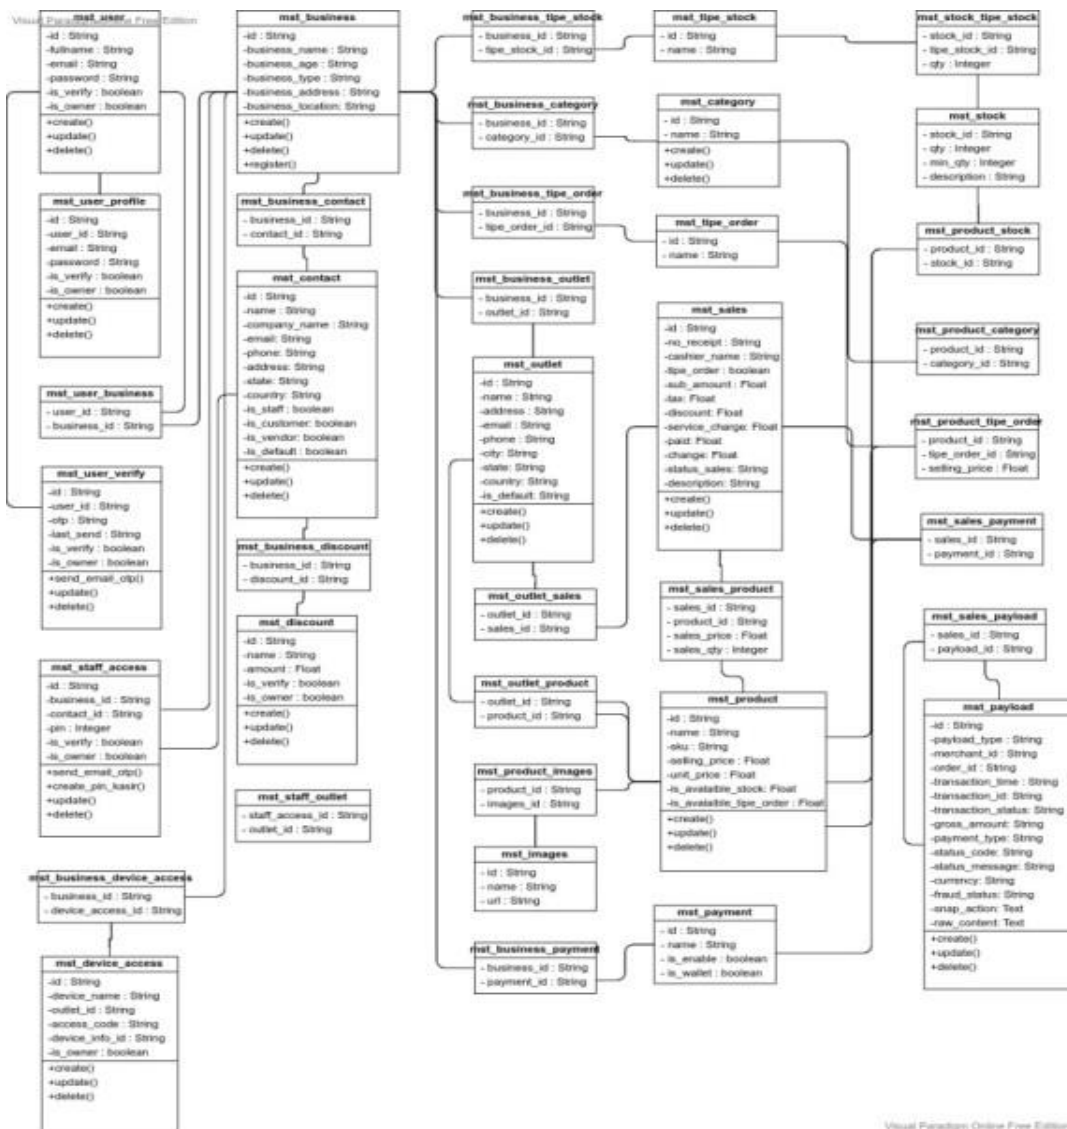 Visual Paradigm Online Free Edition
mst_user
-id : String
-fullname : String
-email : String
-password : String
-is_verify : boolean
-is_owner : boolean
+create()
+update()
+delete()
mst_user_profile
-id : String
-user_id : String
-email : String
-password : String
-is_verify : boolean
-is_owner : boolean
+create()
+update()
+delete()
mst_user_business
- user_id : String
- business_id : String
mst_user_verify
-id : String
-user_id : String
-otp : String
-last_send : String
-is_verify : boolean
-is_owner : boolean
+send_email_otp()
+update()
+delete()
mst_staff_access
-id : String
-business_id : String
-contact_id : String
-pin : Integer
-is_verify : boolean
-is_owner : boolean
+send_email_otp()
+create_pin_kasir()
+update()
+delete()
mst_business_device_access
- business_id : String
- device_access_id : String
mst_device_access
-id : String
-device_name : String
-outlet_id : String
-access_code : String
-device_info_id : String
-is_owner : boolean
+create()
+update()
+delete()
mst_business
-id : String
-business_name : String
-business_age : String
-business_type : String
-business_address : String
-business_location: String
+create()
+update()
+delete()
+register()
mst_business_contact
- business_id : String
- contact_id : String
mst_contact
-id : String
-name : String
-company_name : String
-email: String
-phone: String
-address: String
-state: String
-country: String
-is_staff : boolean
-is_customer: boolean
-is_vendor: boolean
-is_default : boolean
+create()
+update()
+delete()
mst_business_discount
- business_id : String
- discount_id : String
mst_discount
-id : String
-name : String
-amount : Float
-is_verify : boolean
-is_owner : boolean
+create()
+update()
+delete()
mst_staff_outlet
- staff_access_id : String
- outlet_id : String
mst_business_tipe_stock
- business_id : String
- tipe_stock_id : String
mst_business_category
- business_id : String
- category_id : String
mst_business_tipe_order
- business_id : String
- tipe_order_id : String
mst_business_outlet
- business_id : String
- outlet_id : String
mst_outlet
-id : String
-name : String
-address : String
-email : String
-phone : String
-city : String
-state : String
-country : String
-is_default : String
+create()
+update()
+delete()
mst_outlet_sales
- outlet_id : String
- sales_id : String
mst_outlet_product
- outlet_id : String
- product_id : String
mst_product_images
- product_id : String
- images_id : String
mst_images
- id : String
- name : String
- url : String
mst_business_payment
- business_id : String
- payment_id : String
mst_tipe_stock
- id : String
- name : String
mst_category
- id : String
- name : String
+create()
+update()
+delete()
mst_tipe_order
- id : String
- name : String
mst_sales
-id : String
-no_receipt : String
-cashier_name : String
-tipe_order : boolean
-sub_amount : Float
-tax: Float
-discount: Float
-service_charge: Float
-paid: Float
-change: Float
-status_sales: String
-description: String
+create()
+update()
+delete()
mst_sales_product
- sales_id : String
- product_id : String
- sales_price : Float
- sales_qty : Integer
mst_product
-id : String
-name : String
-sku : String
-selling_price : Float
-unit_price : Float
-is_avatalble_stock : Float
-is_avatalble_tipe_order : Float
+create()
+update()
+delete()
mst_payment
- id : String
- name : String
- is_enable : boolean
- is_wallet : boolean
mst_stock_tipe_stock
- stock_id : String
- tipe_stock_id : String
- qty : Integer
mst_stock
- stock_id : String
- qty : Integer
- min_qty : Integer
- description : String
mst_product_stock
- product_id : String
- stock_id : String
mst_product_category
- product_id : String
- category_id : String
mst_product_tipe_order
- product_id : String
- tipe_order_id : String
- selling_price : Float
mst_sales_payment
- sales_id : String
- payment_id : String
mst_sales_payload
- sales_id : String
- payload_id : String
mst_payload
-id : String
-payload_type : String
-merchant_id : String
-order_id : String
-transaction_time : String
-transaction_id: String
-transaction_status: String
-gross_amount: String
-payment_type: String
-status_code: String
-status_message: String
-currency: String
-fraud_status: String
-snap_action: Text
-raw_content: Text
+create()
+update()
+delete()
Visual Paradigm Online Free Edition